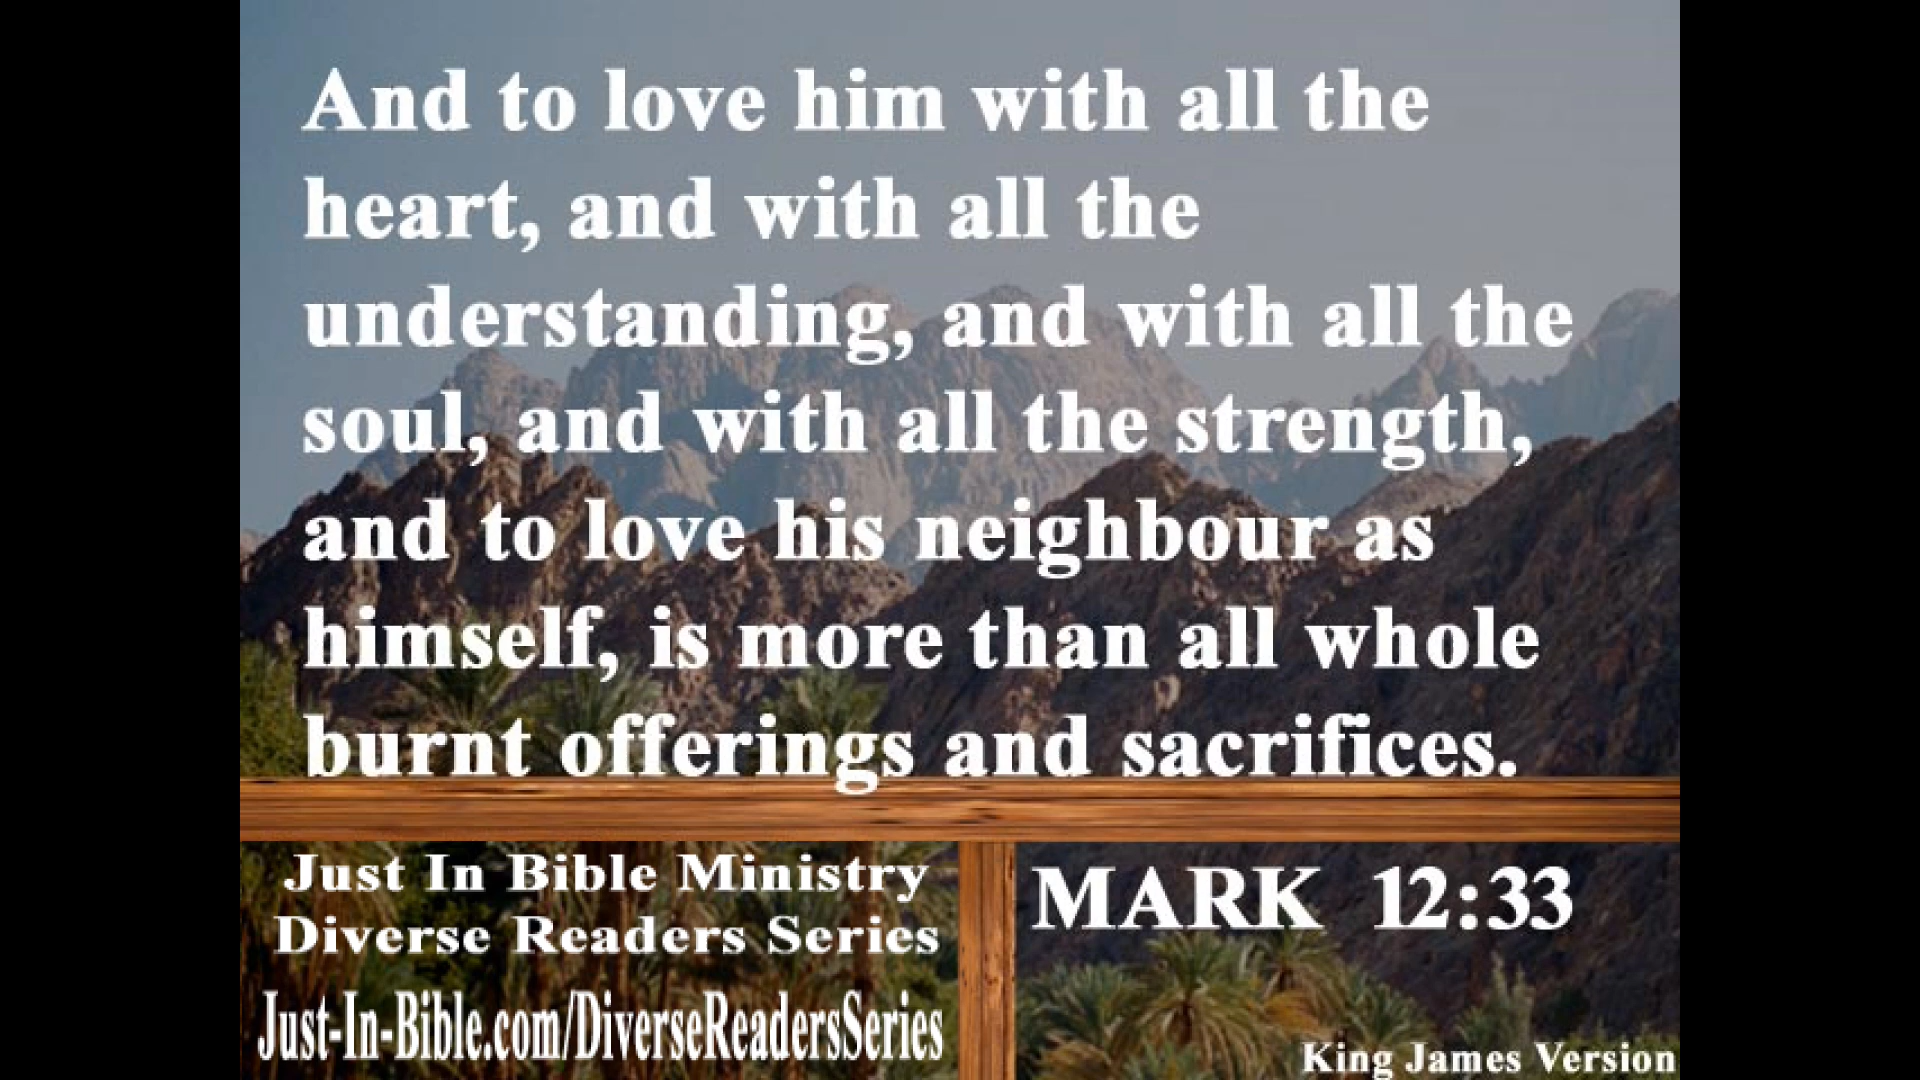 And to love him with all the
heart, and with all the
understanding, and with all the
soul, and with all the strength,
and to love his neighbour as
himself, is more than all whole
burnt offerings and sacrifices.
Just In Bible Ministry
Diverse Readers Series
Just-In-Bible.com/DiverseReadersSeries
MARK 12:33
King James Version